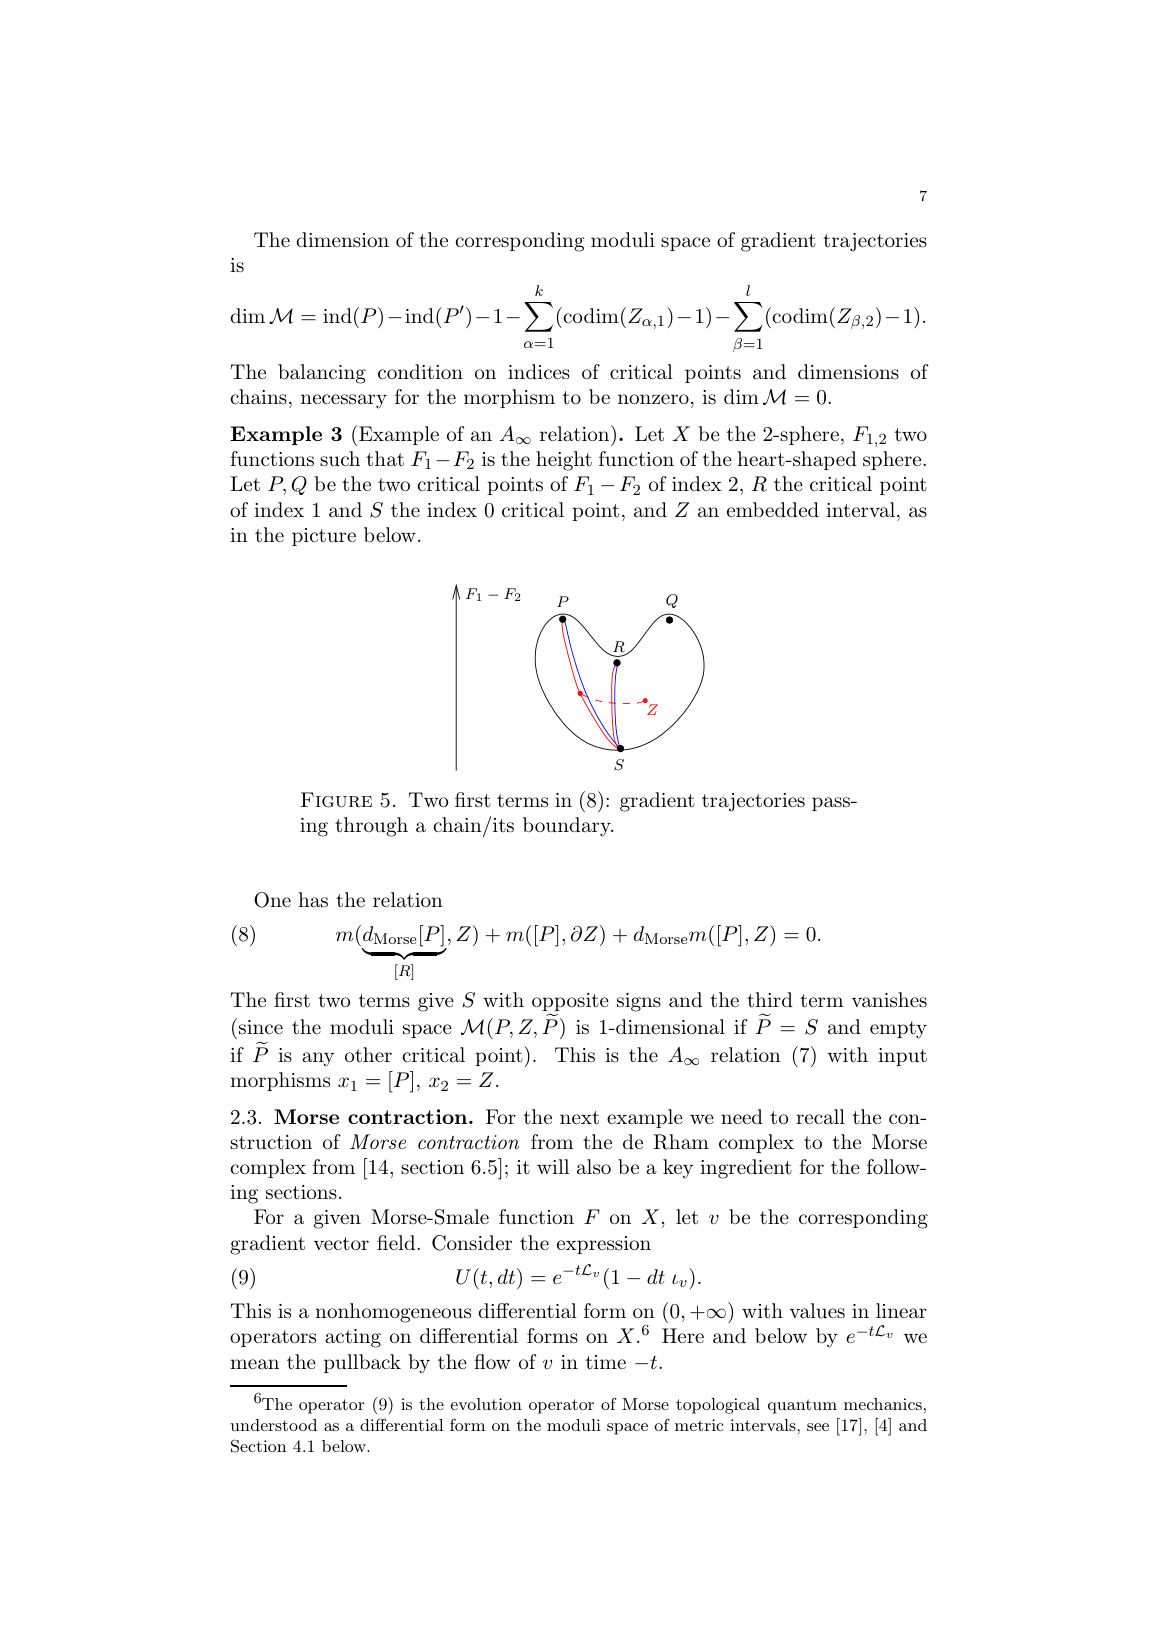 7
The dimension of the corresponding moduli space of gradient trajectories
is
dim ℳ = ind(P)−ind(P′)−1−∑_{α=1}^{k}(codim(Z_{α,1})−1)−∑_{β=1}^{l}(codim(Z_{β,2})−1).
The balancing condition on indices of critical points and dimensions of
chains, necessary for the morphism to be nonzero, is dim ℳ = 0.
Example 3 (Example of an A_∞ relation). Let X be the 2-sphere, F_{1,2} two
functions such that F_1−F_2 is the height function of the heart-shaped sphere.
Let P, Q be the two critical points of F_1 − F_2 of index 2, R the critical point
of index 1 and S the index 0 critical point, and Z an embedded interval, as
in the picture below.
F_1 − F_2
P
Q
R
Z
S
Figure 5. Two first terms in (8): gradient trajectories pass-
ing through a chain/its boundary.
One has the relation
(8) m(d_{Morse}[P], Z) + m([P], ∂Z) + d_{Morse}m([P], Z) = 0.
[R]
The first two terms give S with opposite signs and the third term vanishes
(since the moduli space ℳ(P, Z, P̃) is 1-dimensional if P̃ = S and empty
if P̃ is any other critical point). This is the A_∞ relation (7) with input
morphisms x_1 = [P], x_2 = Z.
2.3. Morse contraction. For the next example we need to recall the con-
struction of Morse contraction from the de Rham complex to the Morse
complex from [14, section 6.5]; it will also be a key ingredient for the follow-
ing sections.
For a given Morse-Smale function F on X, let v be the corresponding
gradient vector field. Consider the expression
(9) U(t, dt) = e^{−tℒ_v}(1 − dt ι_v).
This is a nonhomogeneous differential form on (0, +∞) with values in linear
operators acting on differential forms on X.^6 Here and below by e^{−tℒ_v} we
mean the pullback by the flow of v in time −t.
^6The operator (9) is the evolution operator of Morse topological quantum mechanics,
understood as a differential form on the moduli space of metric intervals, see [17], [4] and
Section 4.1 below.